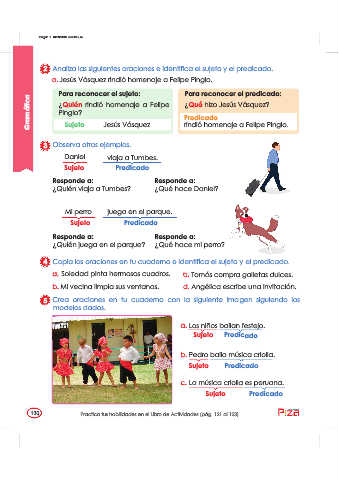 2 Analiza las siguientes oraciones e identifica el sujeto y el predicado.
a. Jesús Vásquez rindió homenaje a Felipe Pinglo.
Gramática
Para reconocer el sujeto:
¿Quién rindió homenaje a Felipe
Pinglo?
Sujeto Jesús Vásquez
Para reconocer el predicado:
¿Qué hizo Jesús Vásquez?
Predicado
rindió homenaje a Felipe Pinglo.
3 Observa otros ejemplos.
Daniel viaja a Tumbes.
Sujeto Predicado
Responde a: Responde a:
¿Quién viaja a Tumbes? ¿Qué hace Daniel?
Mi perro juega en el parque.
Sujeto Predicado
Responde a: Responde a:
¿Quién juega en el parque? ¿Qué hace mi perro?
4 Copia las oraciones en tu cuaderno e identifica el sujeto y el predicado.
a. Soledad pinta hermosos cuadros. c. Tomás compra galletas dulces.
b. Mi vecina limpia sus ventanas. d. Angélica escribe una invitación.
5 Crea oraciones en tu cuaderno con la siguiente imagen siguiendo los
modelos dados.
a. Los niños bailan festejo.
Sujeto Predicado
b. Pedro baila música criolla.
Sujeto Predicado
c. La música criolla es peruana.
Sujeto Predicado
Practica tus habilidades en el Libro de Actividades (pág. 121 al 123)